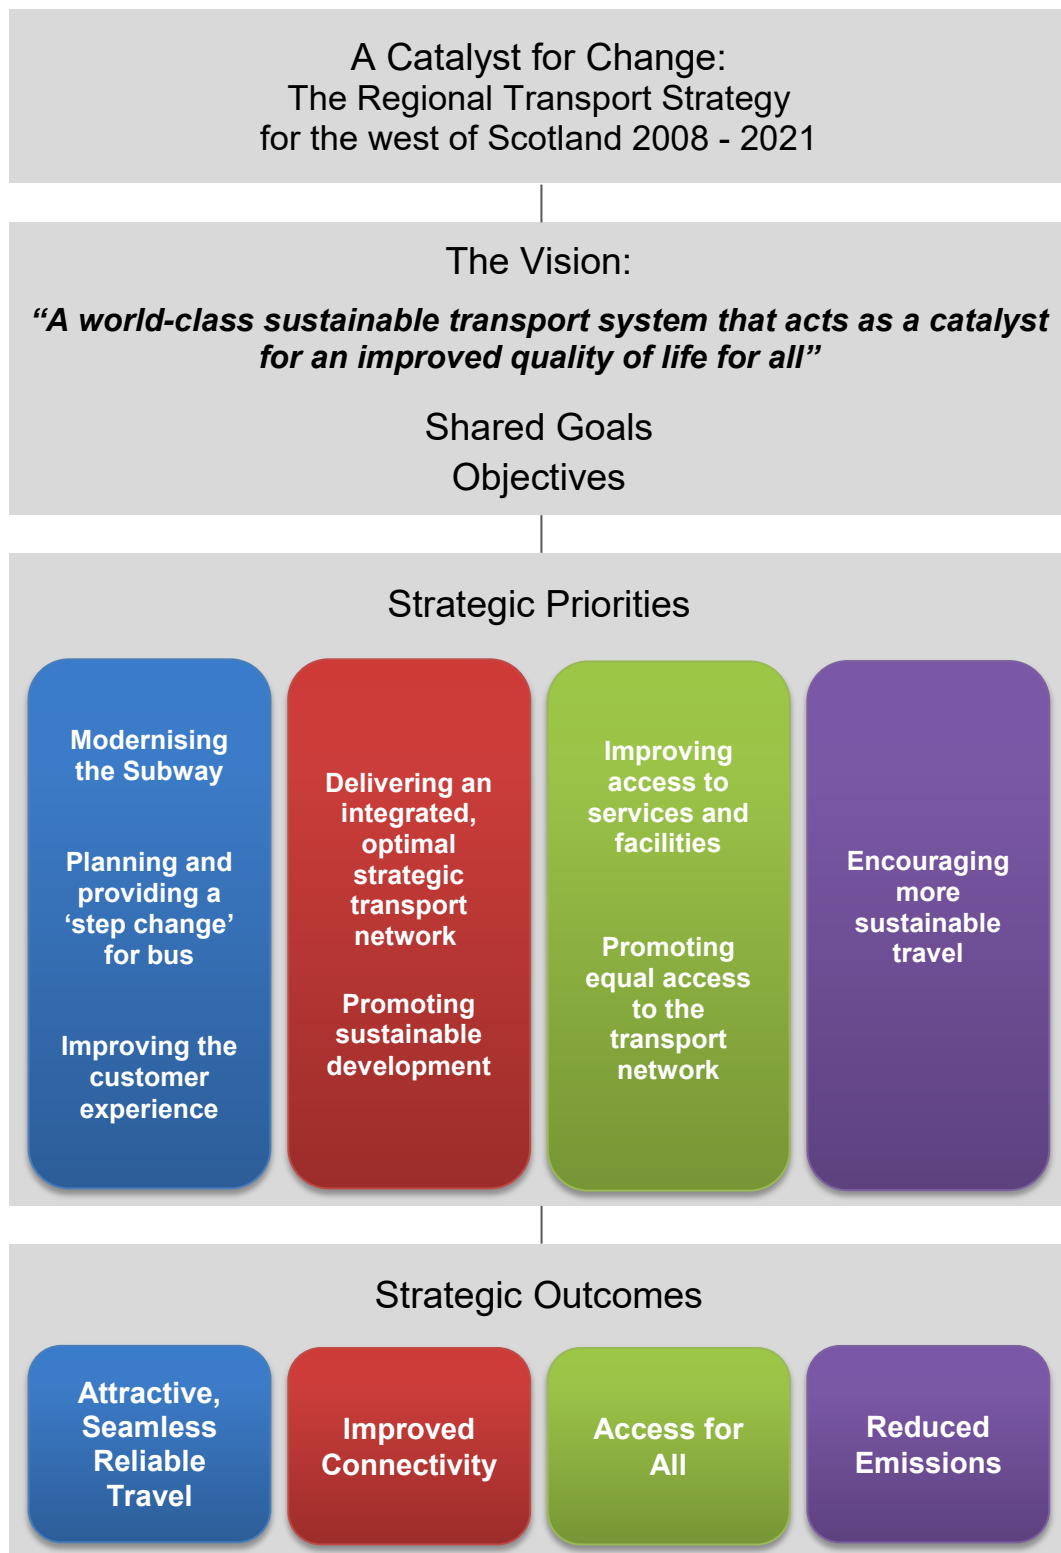 A Catalyst for Change:
The Regional Transport Strategy
for the west of Scotland 2008 - 2021
The Vision:
“A world-class sustainable transport system that acts as a catalyst
for an improved quality of life for all”
Shared Goals
Objectives
Strategic Priorities
Modernising
the Subway
Planning and
providing a
‘step change’
for bus
Improving the
customer
experience
Delivering an
integrated,
optimal
strategic
transport
network
Promoting
sustainable
development
Improving
access to
services and
facilities
Promoting
equal access
to the
transport
network
Encouraging
more
sustainable
travel
Strategic Outcomes
Attractive,
Seamless
Reliable
Travel
Improved
Connectivity
Access for
All
Reduced
Emissions